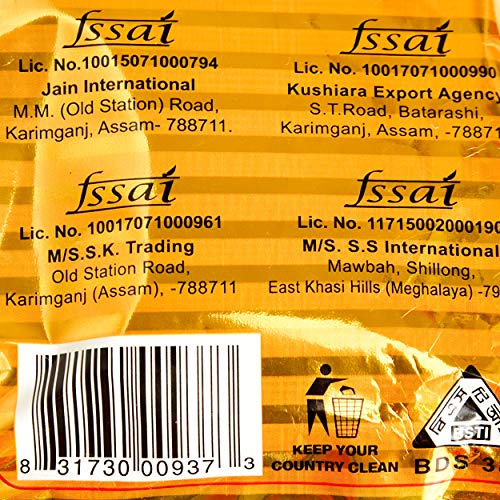 fssai
Lic. No.10015071000794
Jain International
M.M. (Old Station) Road,
Karimganj, Assam- 788711.
fssai
Lic. No. 10017071000990
Kushiara Export Agency
S.T.Road, Batarashi,
Karimganj, Assam, -78871
fssai
Lic. No. 10017071000961
M/S.S.K. Trading
Old Station Road,
Karimganj (Assam), -788711
fssai
Lic. No. 11715002000190
M/S. S.S International
Mawbah, Shillong,
East Khasi Hills (Meghalaya) -79
8 31730 00937 3
KEEP YOUR
COUNTRY CLEAN
BSTI
BDS 3